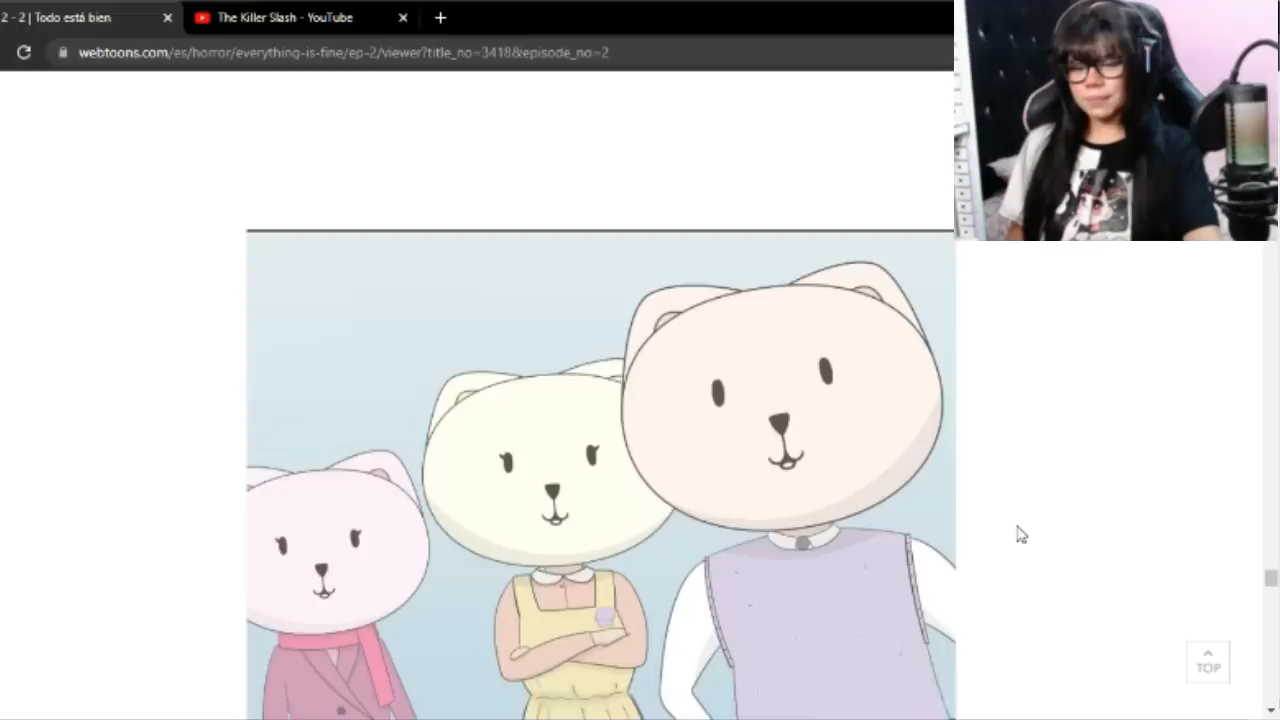 2 - 2 | Todo está bien
The Killer Slash - YouTube
webtoons.com/es/horror/everything-is-fine/ep-2/viewer?title_no=3418&episode_no=2
TOP